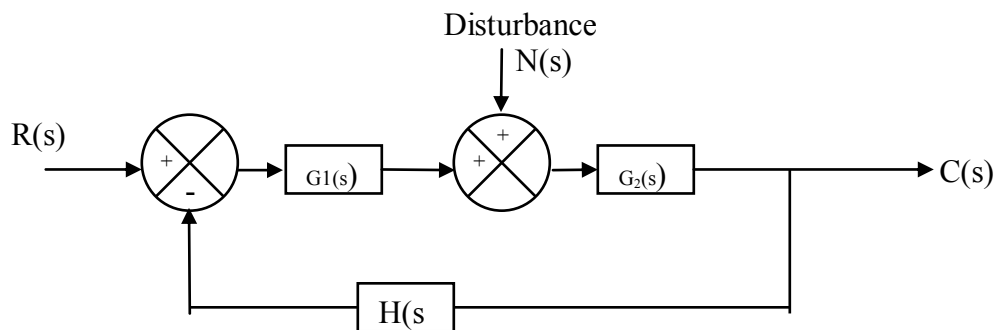 Disturbance
N(s)
R(s)
+
-
G1(s)
+
+
G₂(s)
C(s)
H(s